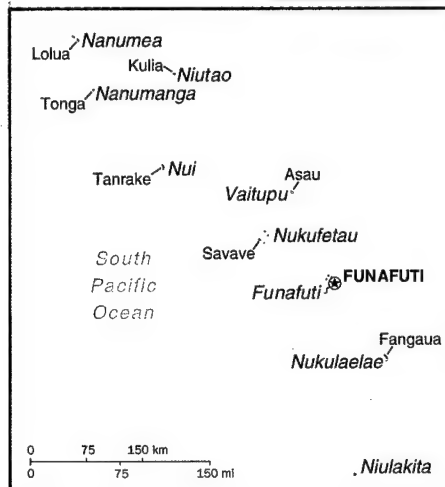 Nanumea
Lolua
Kulia
Niutao
Nanumanga
Tonga
Tanrake
Nui
Asau
Vaitupu
Nukufetau
Savave
South
Pacific
Ocean
FUNAFUTI
Funafuti
Fangaua
Nukulaelae
0 75 150 km
0 75 150 mi
Niulakita